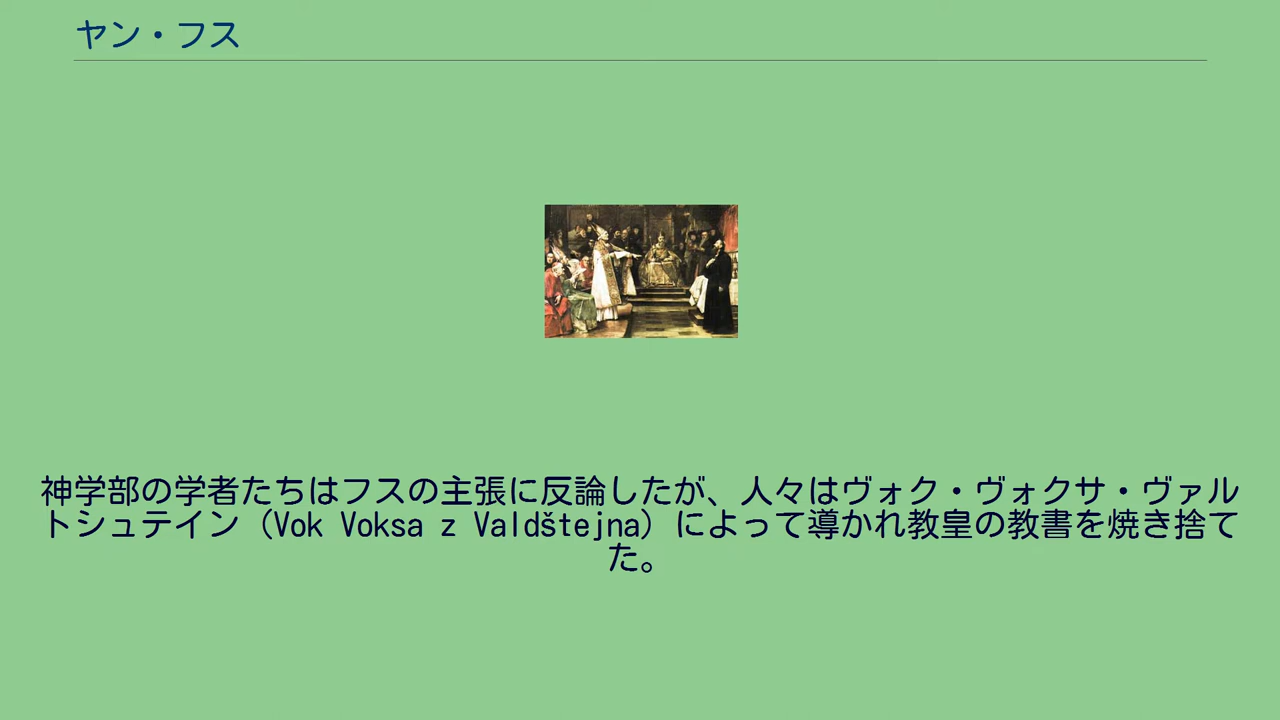 ヤン・フス
神学部の学者たちはフスの主張に反論したが、人々はヴォク・ヴォクサ・ヴァル
トシュテイン（Vok Voksa z Valdštejna）によって導かれ教皇の教書を焼き捨て
た。